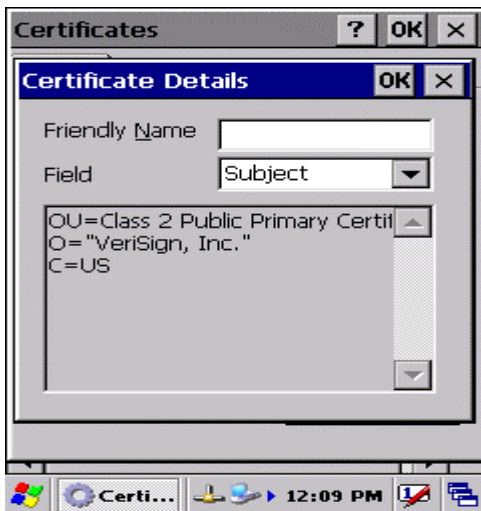 Certificates ? OK ×
Certificate Details OK ×
Friendly Name
Field Subject
OU=Class 2 Public Primary Certif
O="VeriSign, Inc."
C=US
Certi... 12:09 PM